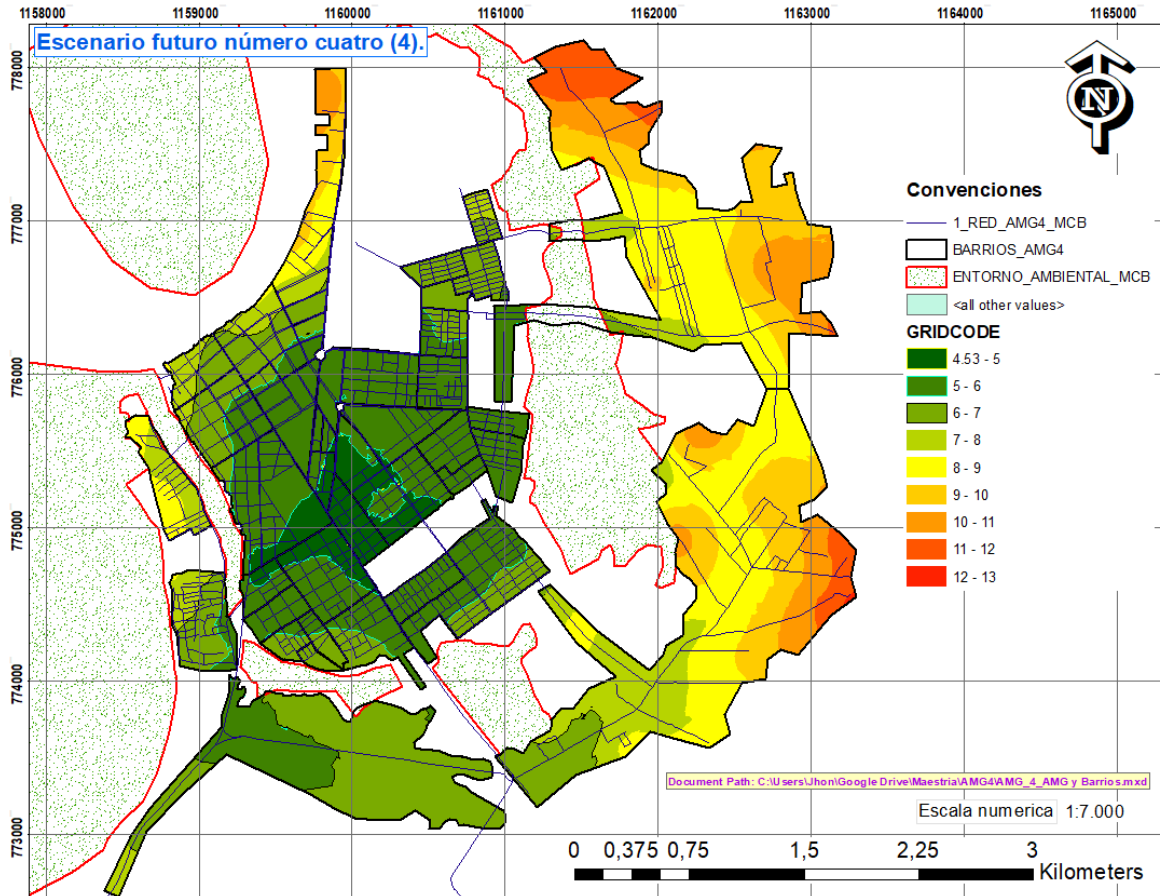 1158000 1159000 1160000 1161000 1162000 1163000 1164000 1165000
Escenario futuro número cuatro (4).
778000
777000
776000
775000
774000
773000
N
Convenciones
1_RED_AMG4_MCB
BARRIOS_AMG4
ENTORNO_AMBIENTAL_MCB
<all other values>
GRIDCODE
4.53 - 5
5 - 6
6 - 7
7 - 8
8 - 9
9 - 10
10 - 11
11 - 12
12 - 13
Document Path: C:\Users\Jhon\Google Drive\Maestria\AMG4\AMG_4_AMG y Barrios.mxd
Escala numerica 1:7.000
0 0,375 0,75 1,5 2,25 3
Kilometers